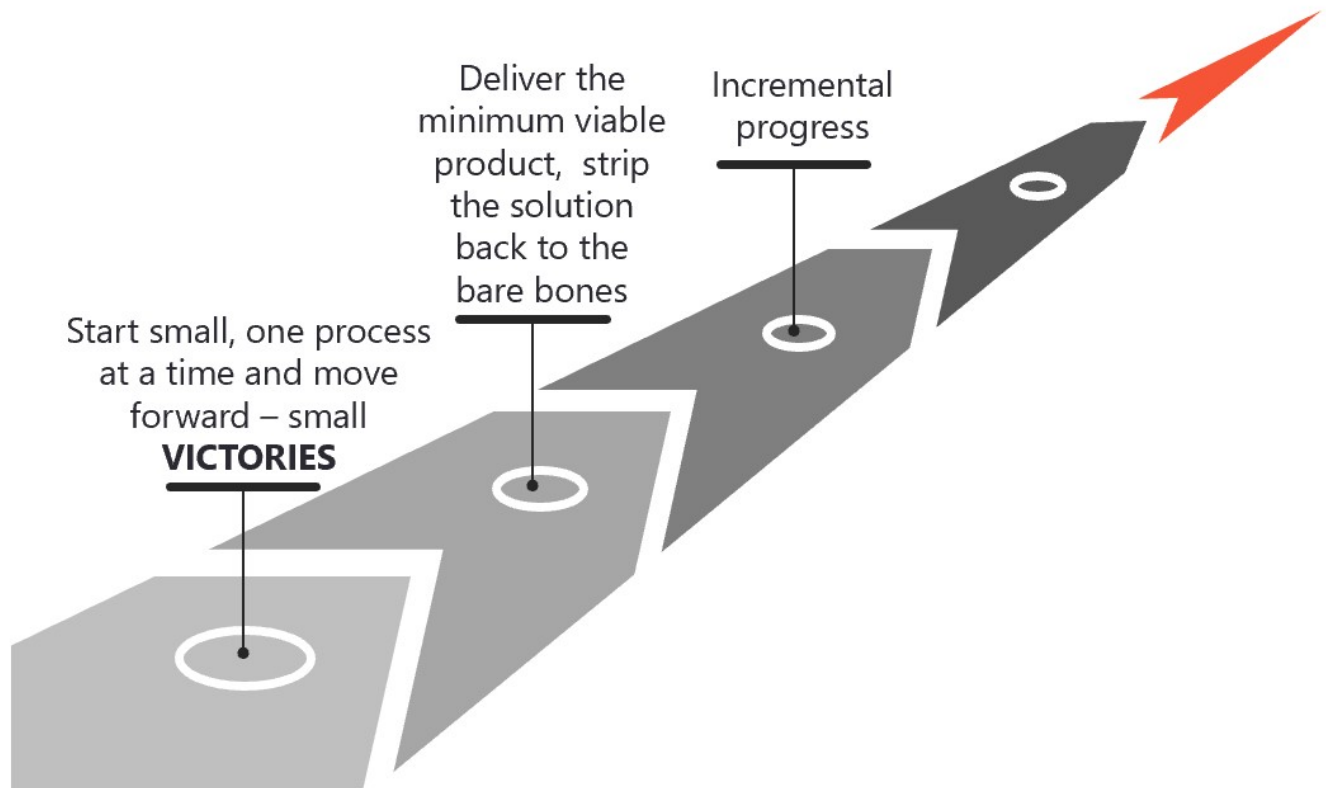 Start small, one process
at a time and move
forward – small
VICTORIES
Deliver the
minimum viable
product,  strip
the solution
back to the
bare bones
Incremental
progress